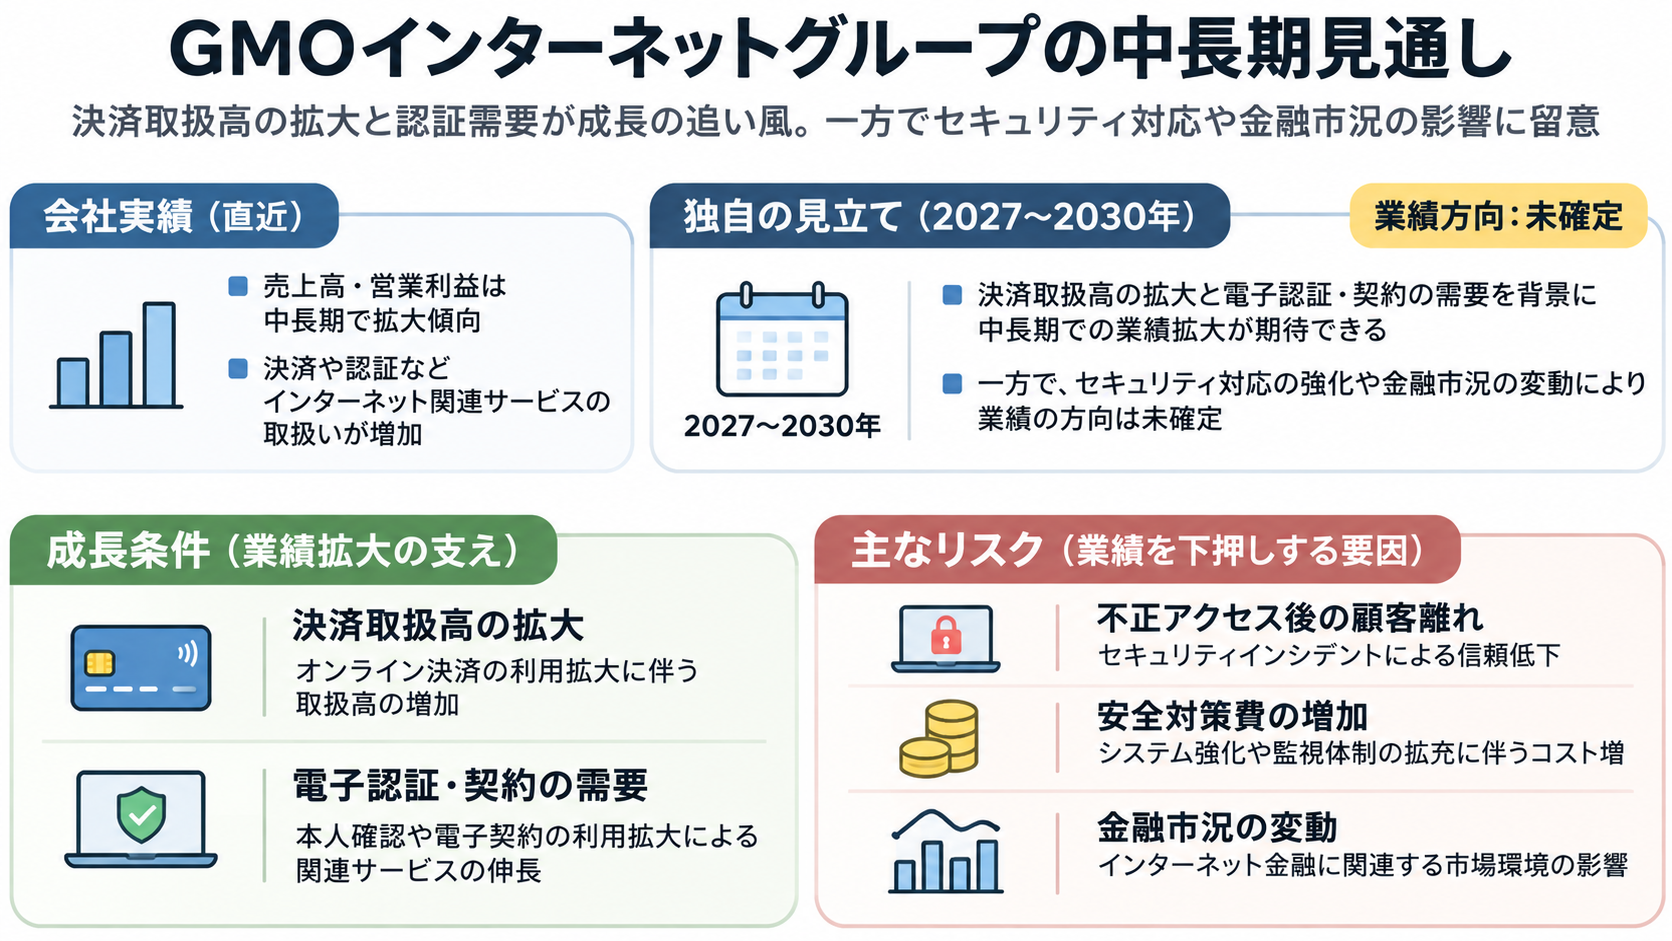 GMOインターネットグループの中長期見通し
決済取扱高の拡大と認証需要が成長の追い風。一方でセキュリティ対応や金融市況の影響に留意
会社実績（直近）
売上高・営業利益は
中長期で拡大傾向
決済や認証など
インターネット関連サービスの
取扱いが増加
独自の見立て（2027～2030年）
業績方向：未確定
2027～2030年
決済取扱高の拡大と電子認証・契約の需要を背景に
中長期での業績拡大が期待できる
一方で、セキュリティ対応の強化や金融市況の変動により
業績の方向は未確定
成長条件（業績拡大の支え）
決済取扱高の拡大
オンライン決済の利用拡大に伴う
取扱高の増加
電子認証・契約の需要
本人確認や電子契約の利用拡大による
関連サービスの伸長
主なリスク（業績を下押しする要因）
不正アクセス後の顧客離れ
セキュリティインシデントによる信頼低下
安全対策費の増加
システム強化や監視体制の拡充に伴うコスト増
金融市況の変動
インターネット金融に関連する市場環境の影響